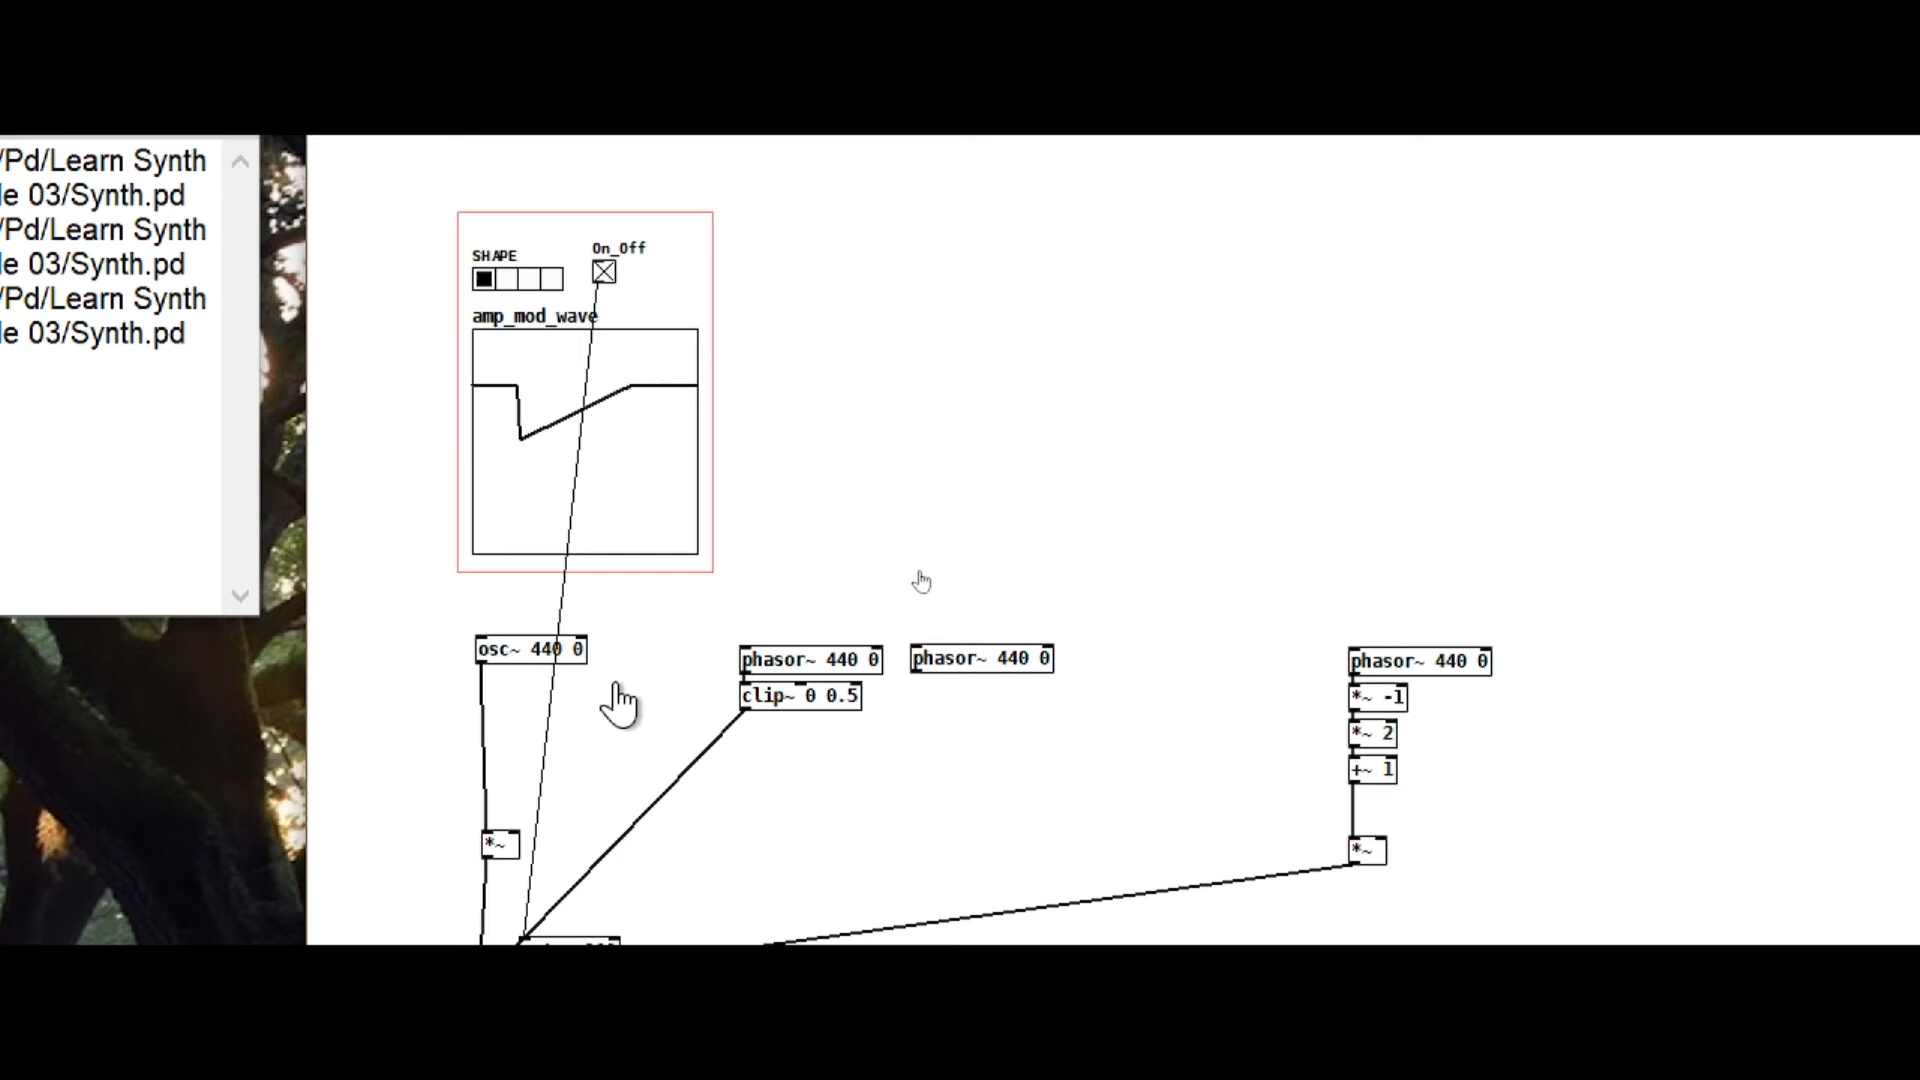 /Pd/Learn Synth
le 03/Synth.pd
/Pd/Learn Synth
le 03/Synth.pd
/Pd/Learn Synth
le 03/Synth.pd
SHAPE
On_Off
amp_mod_wave
osc~ 440 0
phasor~ 440 0
phasor~ 440 0
phasor~ 440 0
clip~ 0 0.5
*~ -1
*~ 2
+~ 1
*~
*~